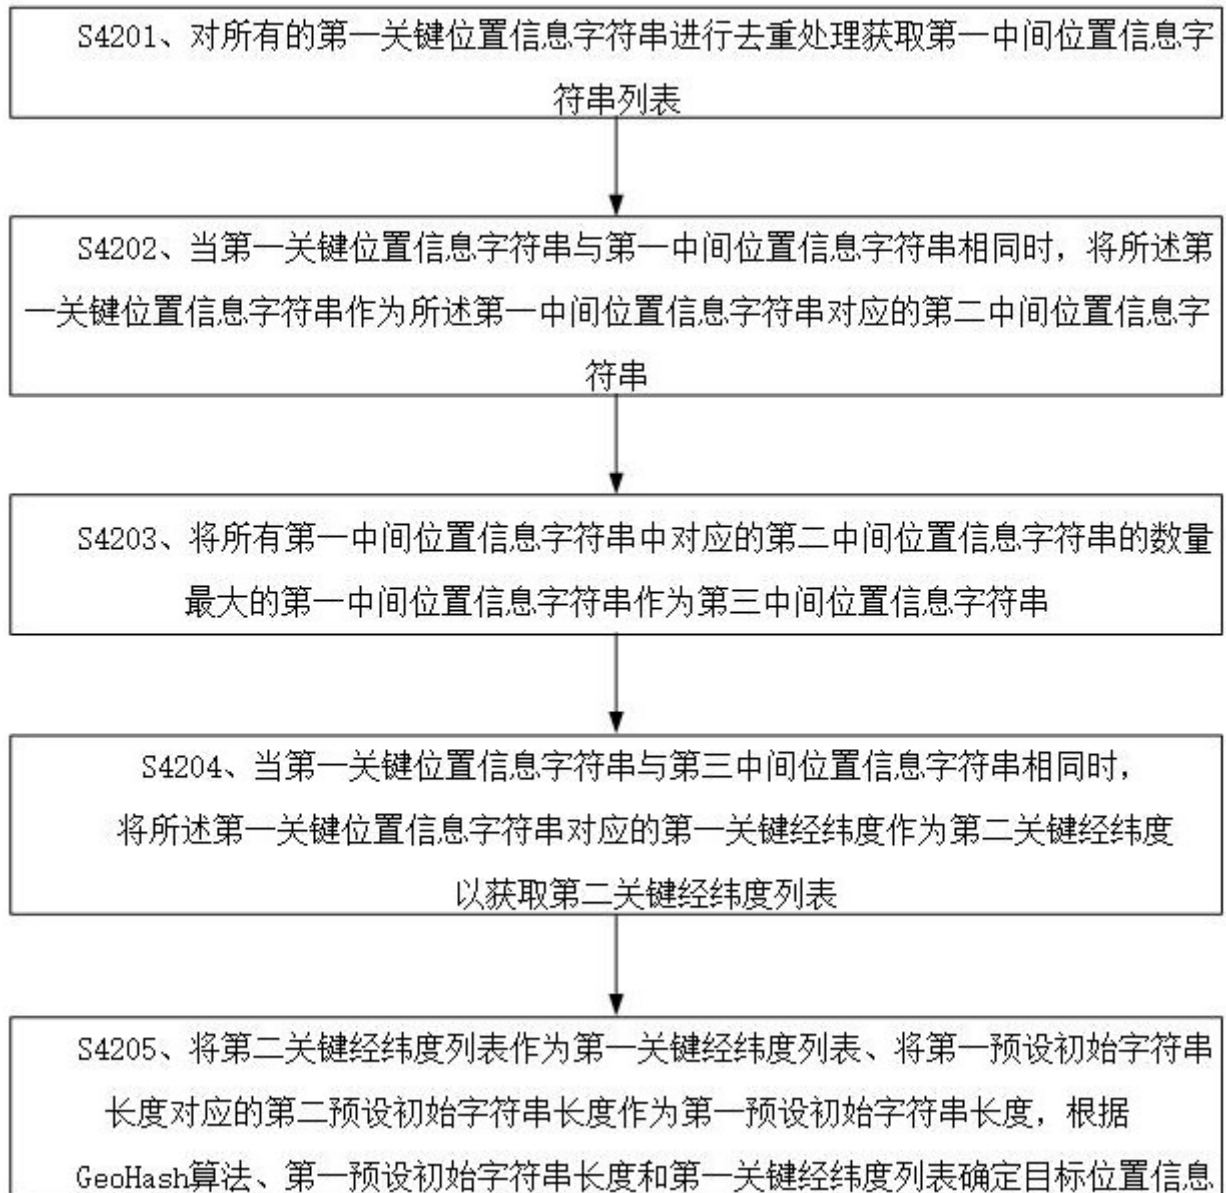 S4201、对所有的第一关键位置信息字符串进行去重处理获取第一中间位置信息字
符串列表
S4202、当第一关键位置信息字符串与第一中间位置信息字符串相同时，将所述第
一关键位置信息字符串作为所述第一中间位置信息字符串对应的第二中间位置信息字
符串
S4203、将所有第一中间位置信息字符串中对应的第二中间位置信息字符串的数量
最大的第一中间位置信息字符串作为第三中间位置信息字符串
S4204、当第一关键位置信息字符串与第三中间位置信息字符串相同时，
将所述第一关键位置信息字符串对应的第一关键经纬度作为第二关键经纬度
以获取第二关键经纬度列表
S4205、将第二关键经纬度列表作为第一关键经纬度列表、将第一预设初始字符串
长度对应的第二预设初始字符串长度作为第一预设初始字符串长度，根据
GeoHash算法、第一预设初始字符串长度和第一关键经纬度列表确定目标位置信息